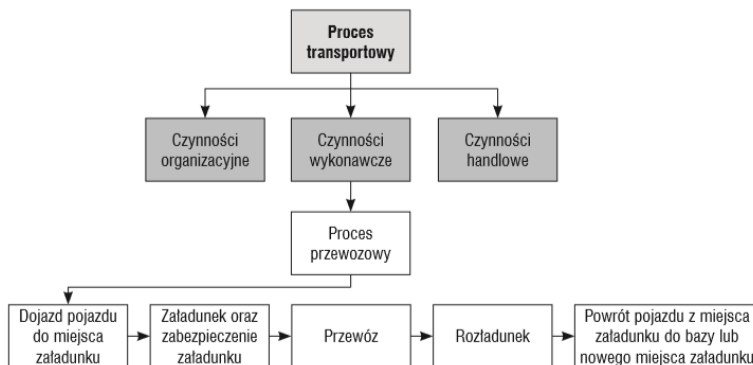 Proces
transportowy
Czynności
organizacyjne
Czynności
wykonawcze
Czynności
handlowe
Proces
przewozowy
Dojazd pojazdu
do miejsca
załadunku
Załadunek oraz
zabezpieczenie
załadunku
Przewóz
Rozładunek
Powrót pojazdu z miejsca
załadunku do bazy lub
nowego miejsca załadunku